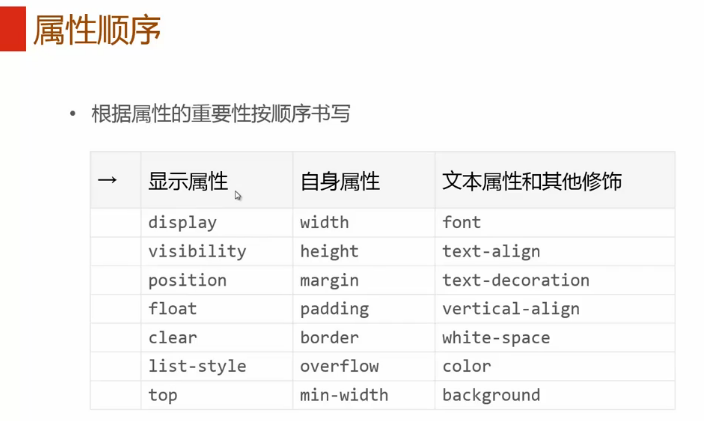 属性顺序
• 根据属性的重要性按顺序书写
→ 显示属性 自身属性 文本属性和其他修饰
display width font
visibility height text-align
position margin text-decoration
float padding vertical-align
clear border white-space
list-style overflow color
top min-width background